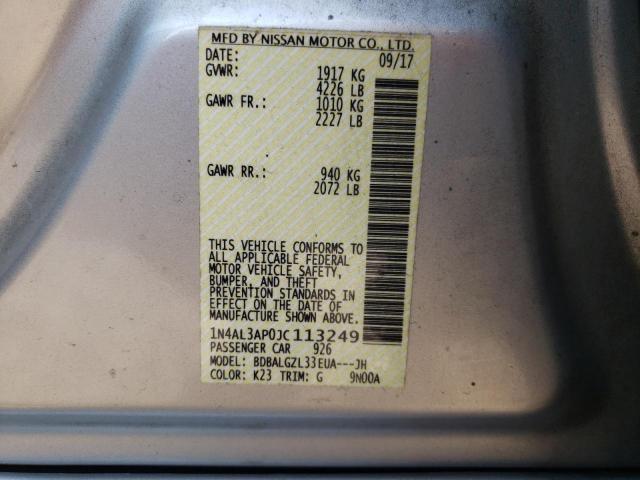 MFD BY NISSAN MOTOR CO., LTD.
DATE: 09/17
GVWR: 1917 KG
4226 LB
GAWR FR.: 1010 KG
2227 LB
GAWR RR.: 940 KG
2072 LB
THIS VEHICLE CONFORMS TO
ALL APPLICABLE FEDERAL
MOTOR VEHICLE SAFETY,
BUMPER, AND THEFT
PREVENTION STANDARDS IN
EFFECT ON THE DATE OF
MANUFACTURE SHOWN ABOVE.
1N4AL3AP0JC113249
PASSENGER CAR 926
MODEL: BDBALGZL33EUA---JH
COLOR: K23 TRIM: G 9N00A